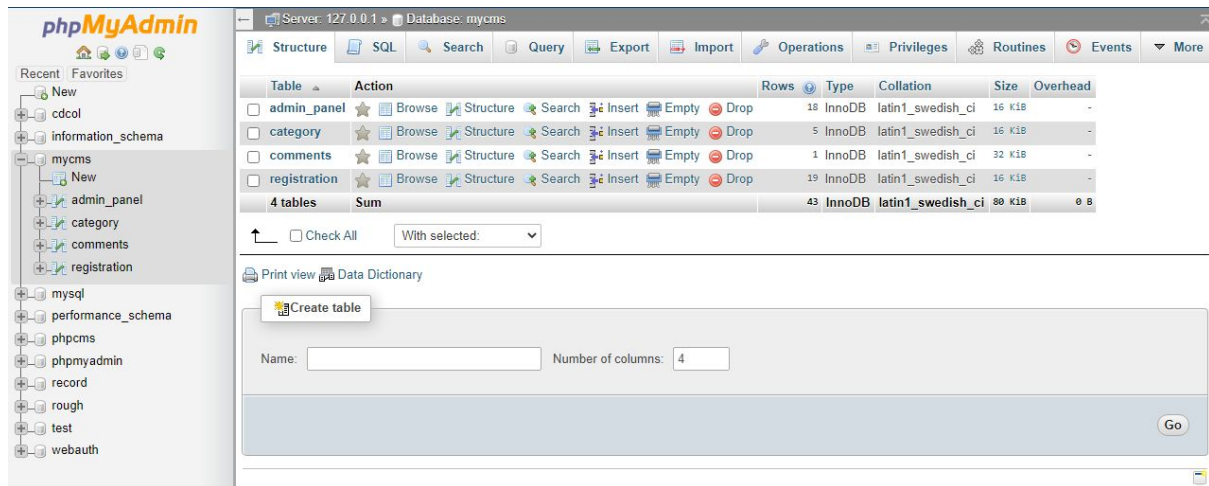 phpMyAdmin
Recent Favorites
New
cdcol
information_schema
mycms
New
admin_panel
category
comments
registration
mysql
performance_schema
phpcms
phpmyadmin
record
rough
test
webauth
Server: 127.0.0.1 » Database: mycms
Structure SQL Search Query Export Import Operations Privileges Routines Events More
Table Action Rows Type Collation Size Overhead
admin_panel Browse Structure Search Insert Empty Drop 18 InnoDB latin1_swedish_ci 16 KiB -
category Browse Structure Search Insert Empty Drop 5 InnoDB latin1_swedish_ci 16 KiB -
comments Browse Structure Search Insert Empty Drop 1 InnoDB latin1_swedish_ci 32 KiB -
registration Browse Structure Search Insert Empty Drop 19 InnoDB latin1_swedish_ci 16 KiB -
4 tables Sum 43 InnoDB latin1_swedish_ci 80 KiB 0 B
Check All With selected:
Print view Data Dictionary
Create table
Name: Number of columns: 4
Go